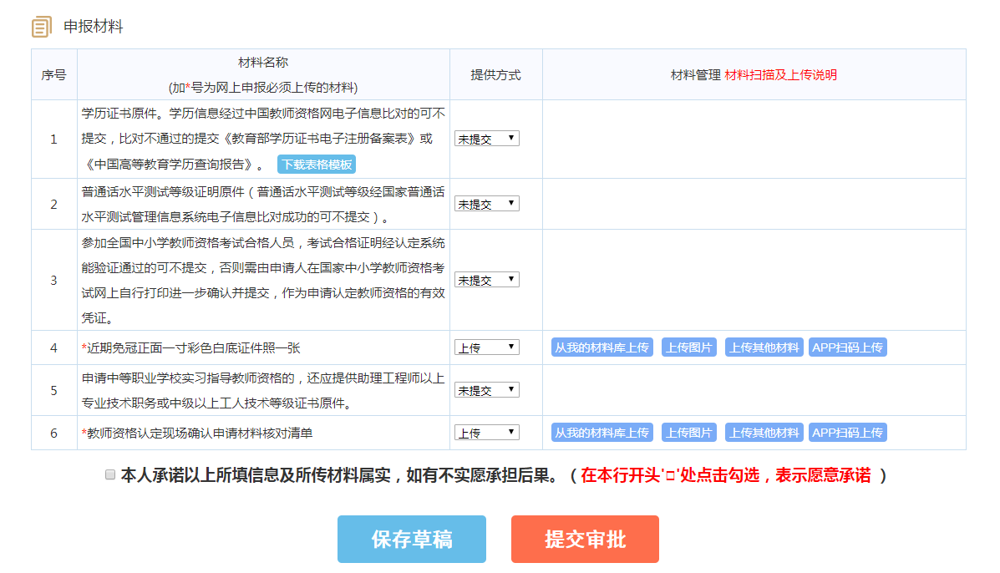 申报材料
序号
材料名称
(加*号为网上申报必须上传的材料)
提供方式
材料管理 材料扫描及上传说明
1
学历证书原件。学历信息经过中国教师资格网电子信息比对的可不
提交，比对不通过的提交《教育部学历证书电子注册备案表》或
《中国高等教育学历查询报告》。 下载表格模板
未提交
2
普通话水平测试等级证明原件（普通话水平测试等级经国家普通话
水平测试管理信息系统电子信息比对成功的可不提交）。
未提交
3
参加全国中小学教师资格考试合格人员，考试合格证明经认定系统
能验证通过的可不提交，否则需由申请人在国家中小学教师资格考
试网上自行打印进一步确认并提交，作为申请认定教师资格的有效
凭证。
未提交
4
*近期免冠正面一寸彩色白底证件照一张
上传
从我的材料库上传 上传图片 上传其他材料 APP扫码上传
5
申请中等职业学校实习指导教师资格的，还应提供助理工程师以上
专业技术职务或中级以上工人技术等级证书原件。
未提交
6
*教师资格认定现场确认申请材料核对清单
上传
从我的材料库上传 上传图片 上传其他材料 APP扫码上传
本人承诺以上所填信息及所传材料属实，如有不实愿承担后果。（在本行开头'□'处点击勾选，表示愿意承诺 ）
保存草稿 提交审批